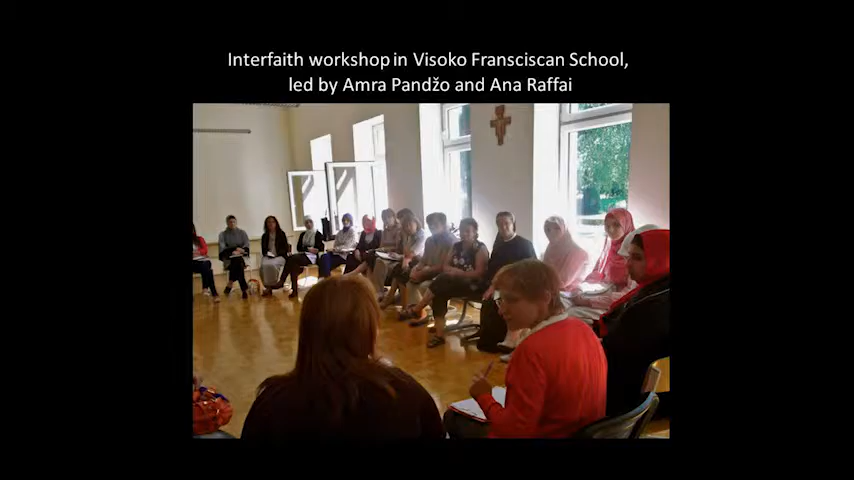 Interfaith workshop in Visoko Fransciscan School,
led by Amra Pandžo and Ana Raffai